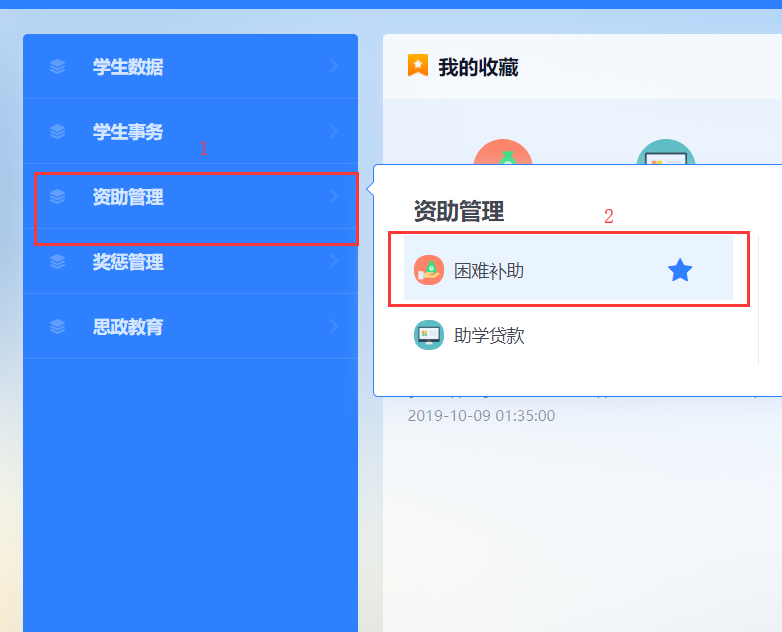 学生数据
学生事务
1
资助管理
奖惩管理
思政教育
我的收藏
资助管理
2
困难补助
助学贷款
2019-10-09 01:35:00